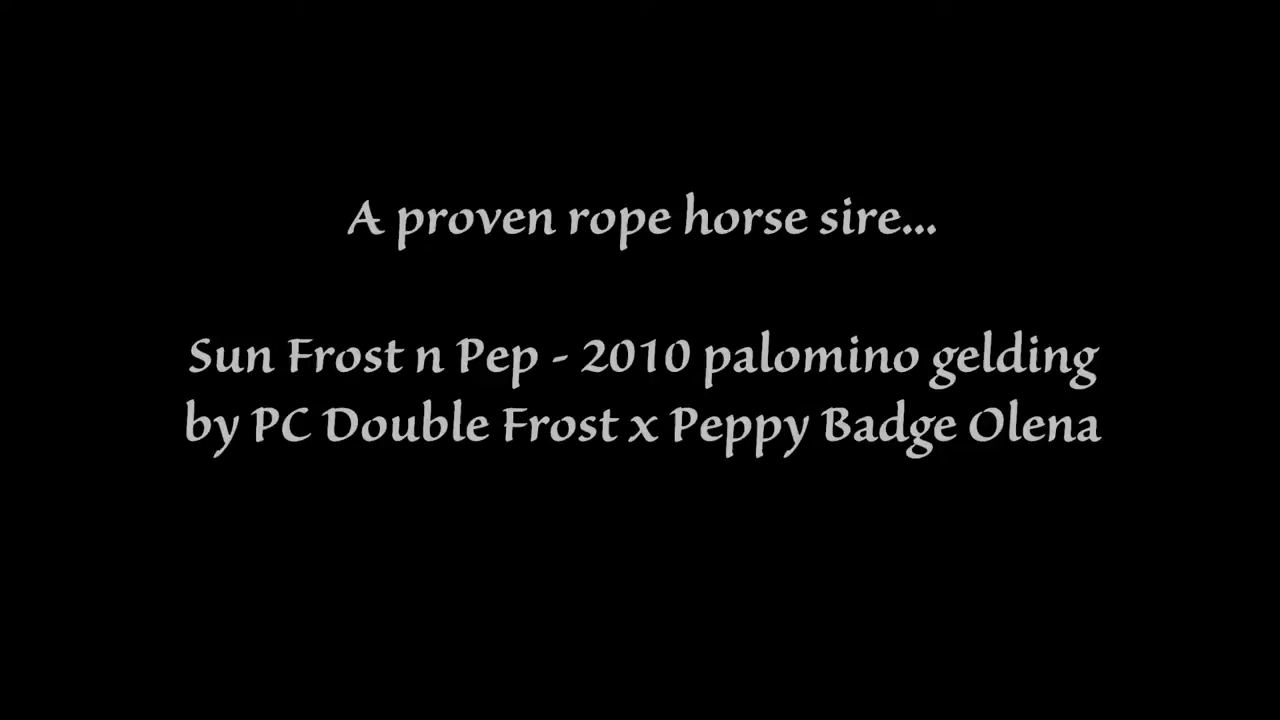 A proven rope horse sire...
Sun Frost n Pep - 2010 palomino gelding
by PC Double Frost x Peppy Badge Olena